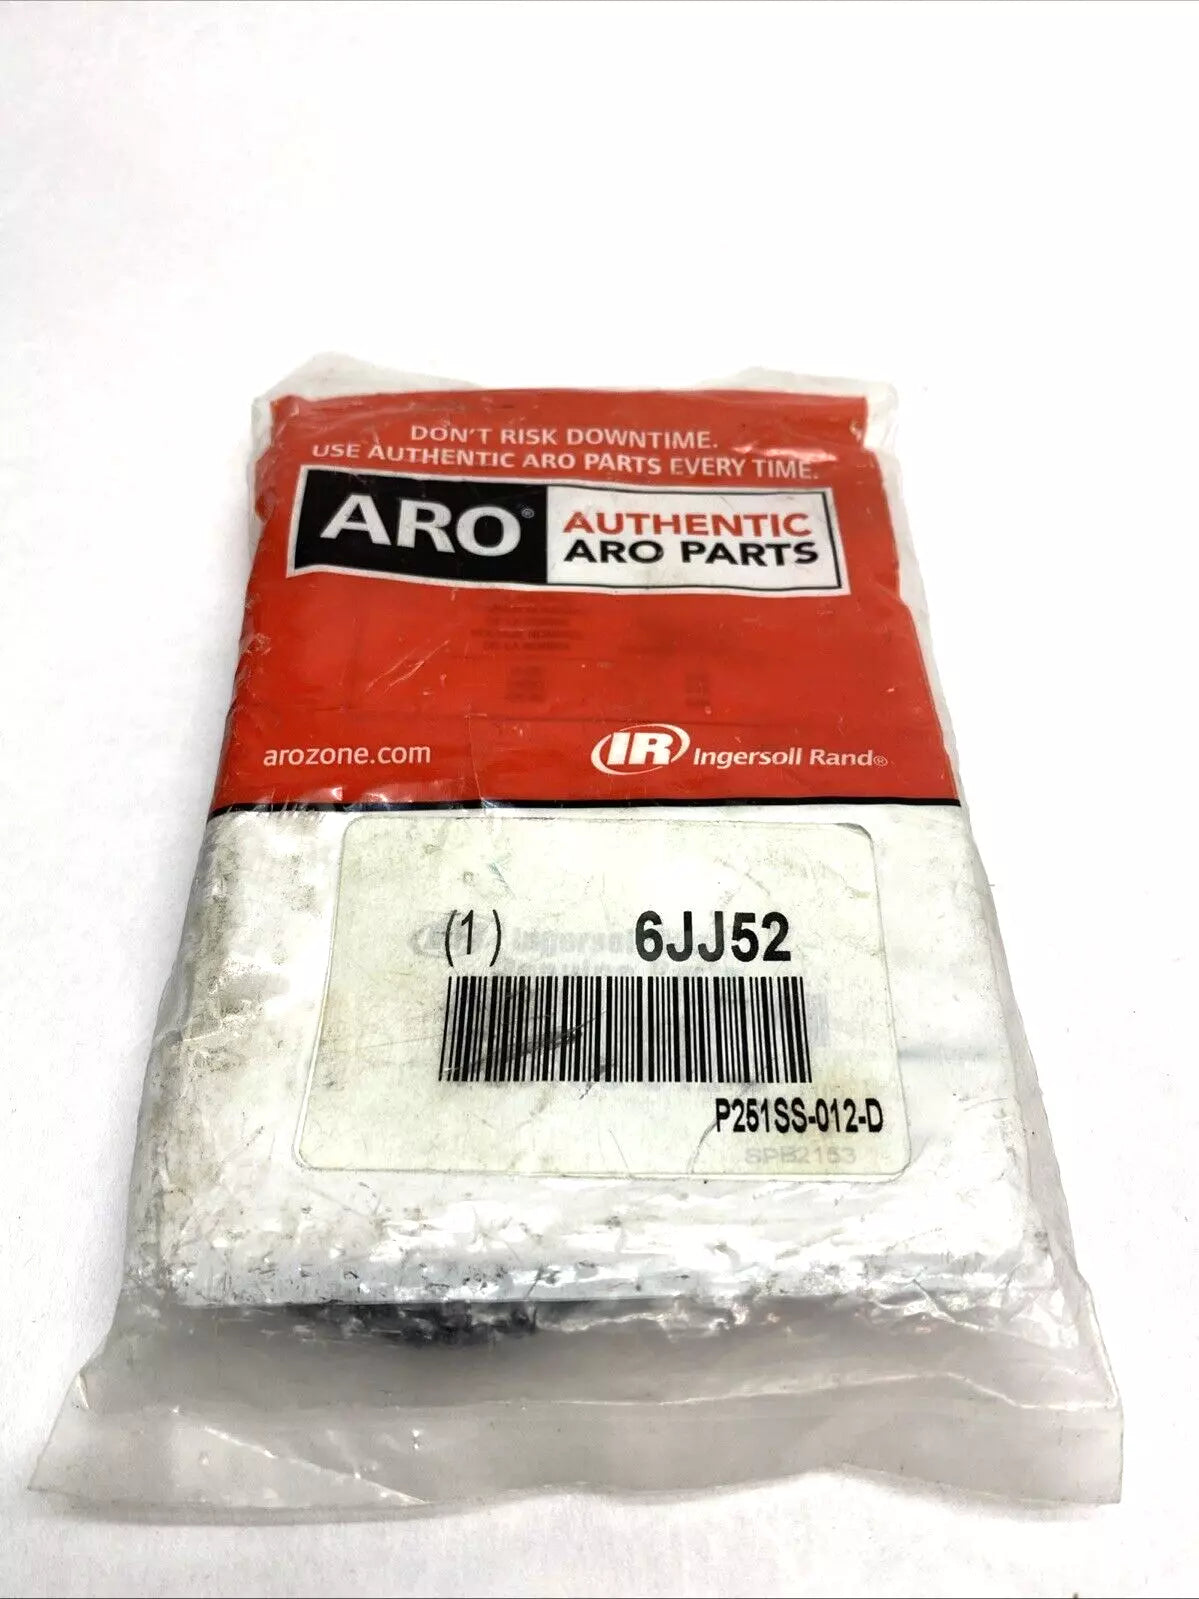 DON'T RISK DOWNTIME.
USE AUTHENTIC ARO PARTS EVERY TIME.
ARO® AUTHENTIC
ARO PARTS
arozone.com
IR Ingersoll Rand®
(1) 6JJ52
P251SS-012-D
SPB2153